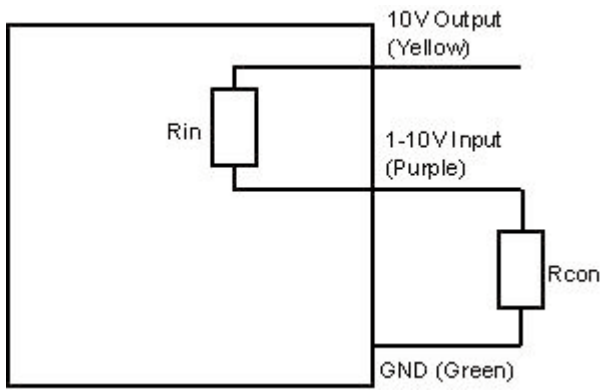 10V Output
(Yellow)
Rin
1-10V Input
(Purple)
Rcon
GND (Green)